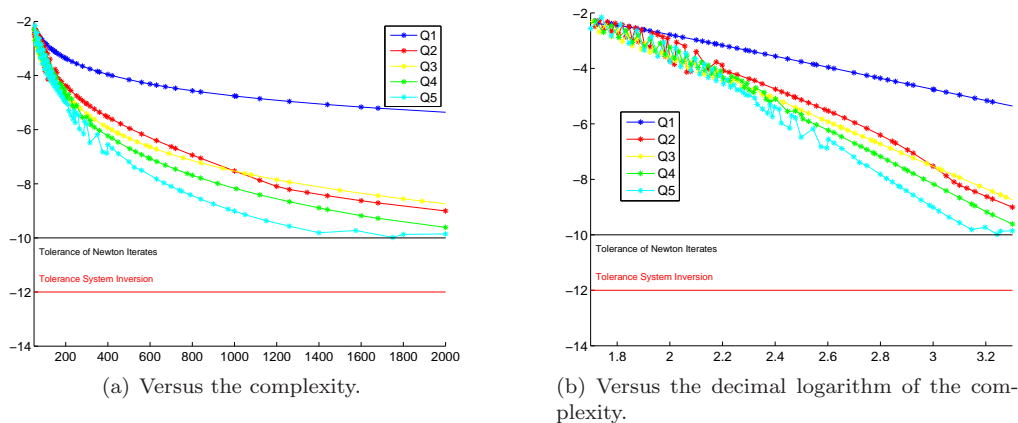 −2
−4
−6
−8
−10
−12
−14
200 400 600 800 1000 1200 1400 1600 1800 2000
Q1
Q2
Q3
Q4
Q5
Tolerance of Newton Iterates
Tolerance System Inversion
(a) Versus the complexity.
−2
−4
−6
−8
−10
−12
−14
1.8 2 2.2 2.4 2.6 2.8 3 3.2
Q1
Q2
Q3
Q4
Q5
Tolerance of Newton Iterates
Tolerance System Inversion
(b) Versus the decimal logarithm of the com-
plexity.